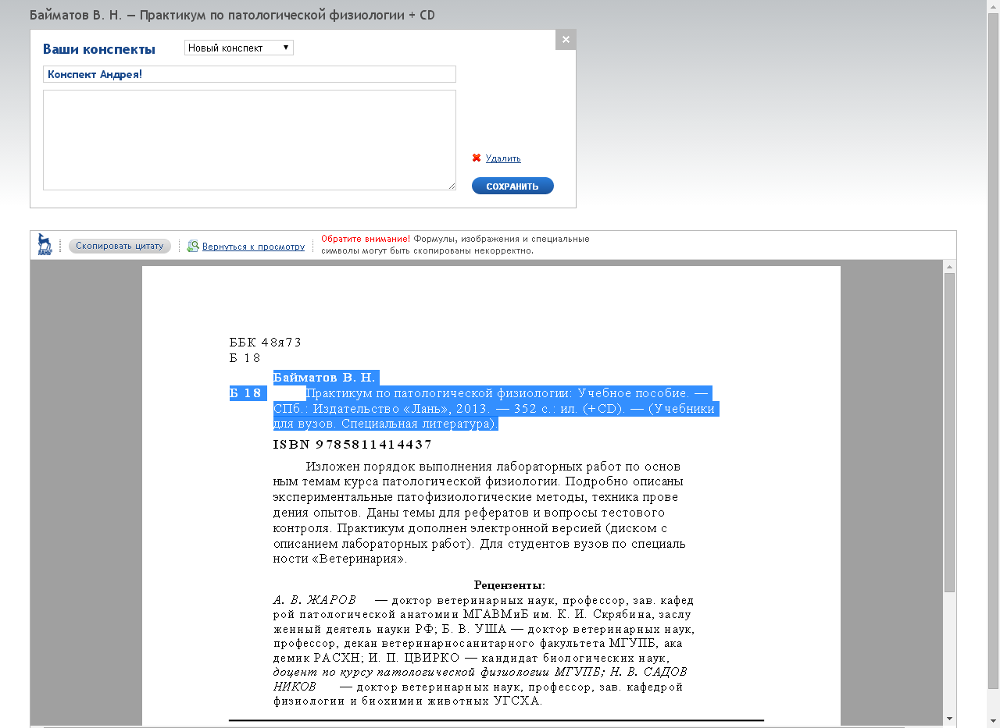 Байматов В. Н. — Практикум по патологической физиологии + CD
Ваши конспекты
Новый конспект
Конспект Андрея!
Удалить
СОХРАНИТЬ
ЛАНЬ
Скопировать цитату
Вернуться к просмотру
Обратите внимание! Формулы, изображения и специальные
символы могут быть скопированы некорректно.
ББК 48я73
Б 18
Байматов В. Н.
Б 18 Практикум по патологической физиологии: Учебное пособие. —
СПб.: Издательство «Лань», 2013. — 352 с.: ил. (+CD). — (Учебники
для вузов. Специальная литература).
ISBN 9785811414437
Изложен порядок выполнения лабораторных работ по основ
ным темам курса патологической физиологии. Подробно описаны
экспериментальные патофизиологические методы, техника прове
дения опытов. Даны темы для рефератов и вопросы тестового
контроля. Практикум дополнен электронной версией (диском с
описанием лабораторных работ). Для студентов вузов по специаль
ности «Ветеринария».
Рецензенты:
А. В. ЖАРОВ — доктор ветеринарных наук, профессор, зав. кафед
рой патологической анатомии МГАВМиБ им. К. И. Скрябина, заслу
женный деятель науки РФ; Б. В. УША — доктор ветеринарных наук,
профессор, декан ветеринарносанитарного факультета МГУПБ, ака
демик РАСХН; И. П. ЦВИРКО — кандидат биологических наук,
доцент по курсу патологической физиологии МГУПБ; Н. В. САДОВ
НИКОВ — доктор ветеринарных наук, профессор, зав. кафедрой
физиологии и биохимии животных УГСХА.